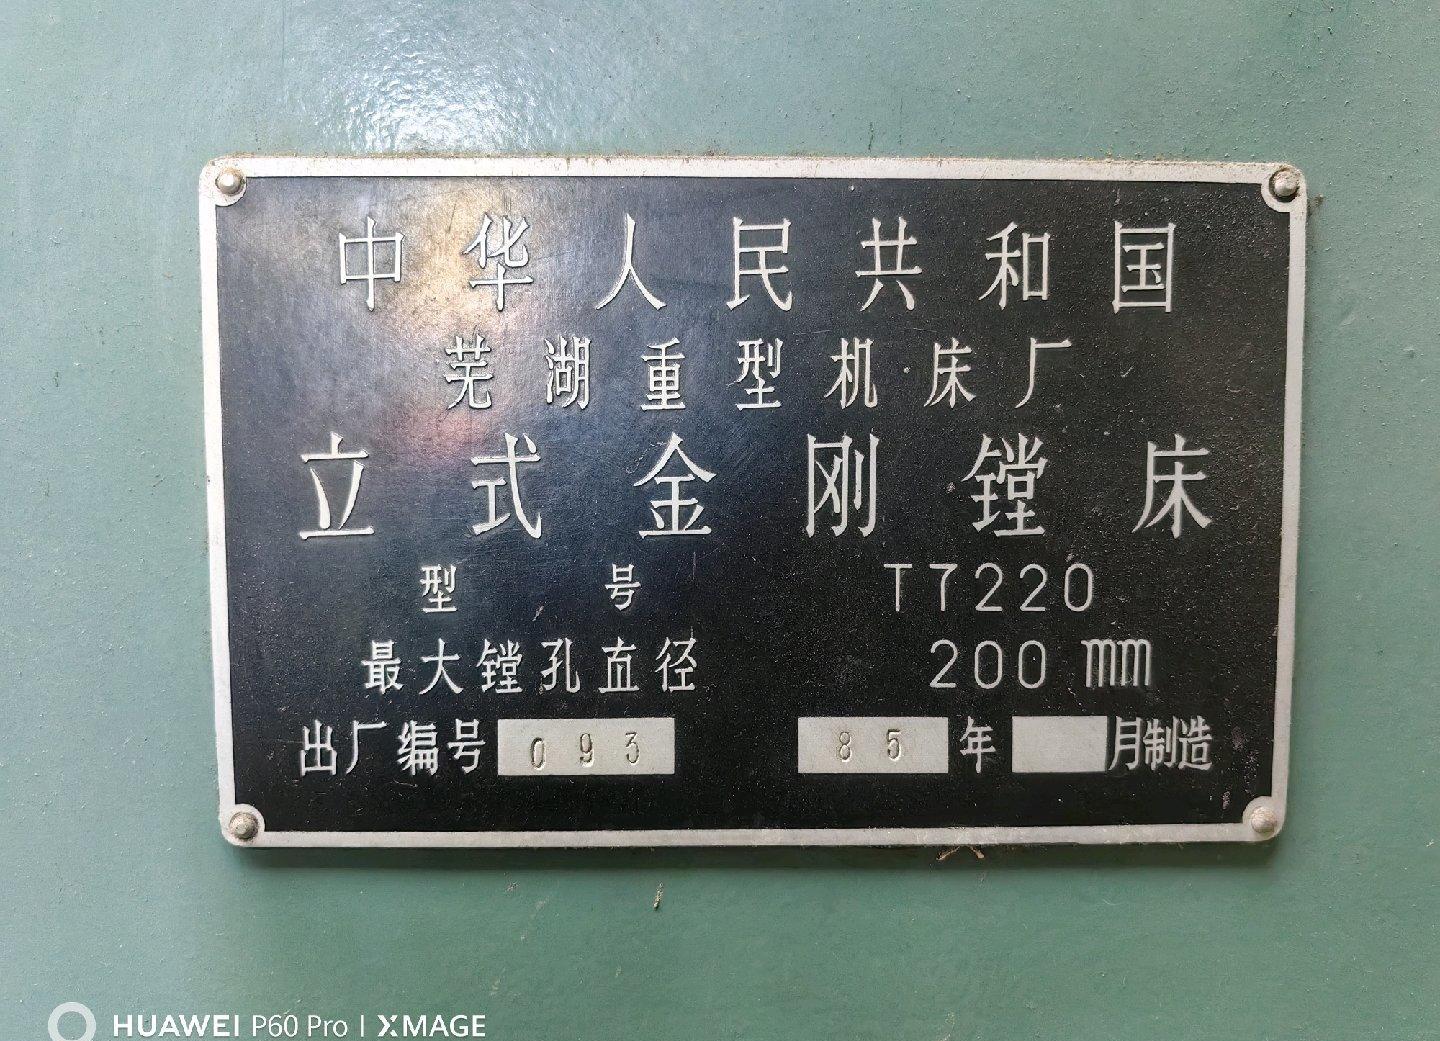 中华人民共和国
芜湖重型机床厂
立式金刚镗床
型号 T7220
最大镗孔直径 200 mm
出厂编号 093 85 年 月制造
HUAWEI P60 Pro | XMAGE